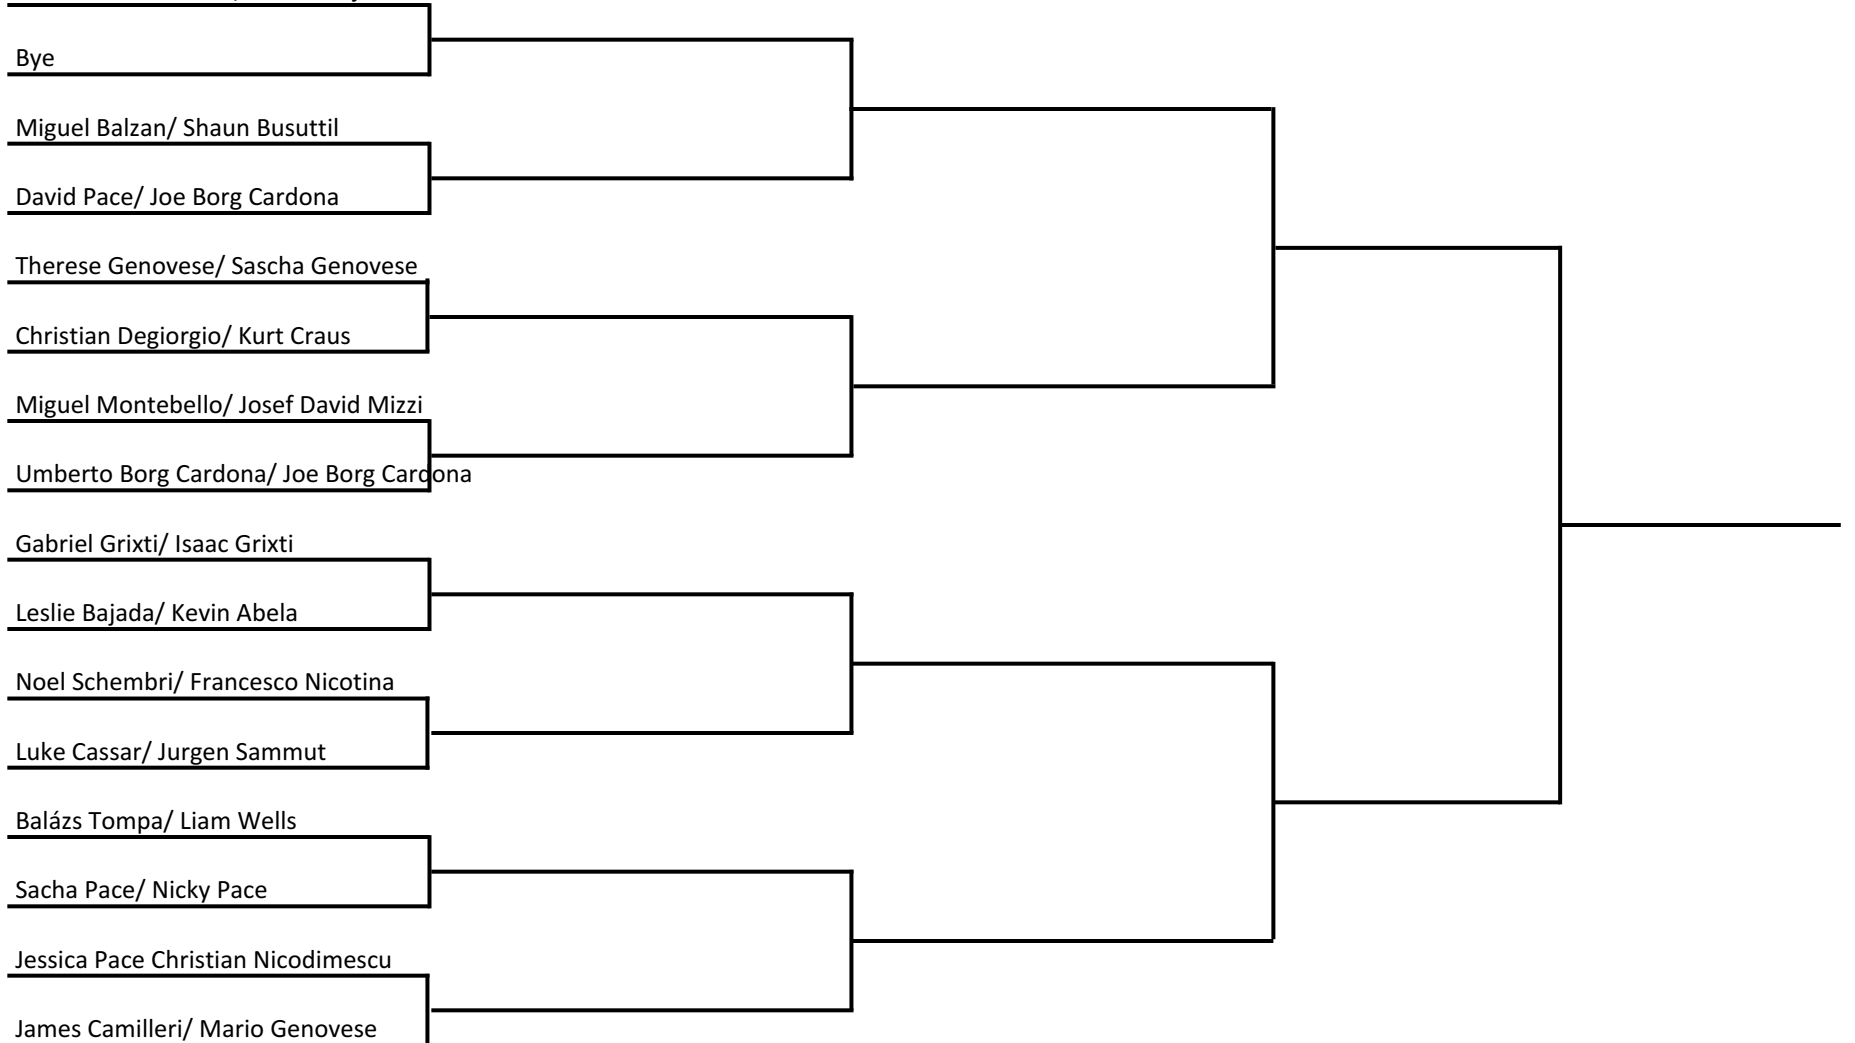 Bye
Miguel Balzan/ Shaun Busuttil
David Pace/ Joe Borg Cardona
Therese Genovese/ Sascha Genovese
Christian Degiorgio/ Kurt Craus
Miguel Montebello/ Josef David Mizzi
Umberto Borg Cardona/ Joe Borg Cardona
Gabriel Grixti/ Isaac Grixti
Leslie Bajada/ Kevin Abela
Noel Schembri/ Francesco Nicotina
Luke Cassar/ Jurgen Sammut
Balázs Tompa/ Liam Wells
Sacha Pace/ Nicky Pace
Jessica Pace Christian Nicodimescu
James Camilleri/ Mario Genovese